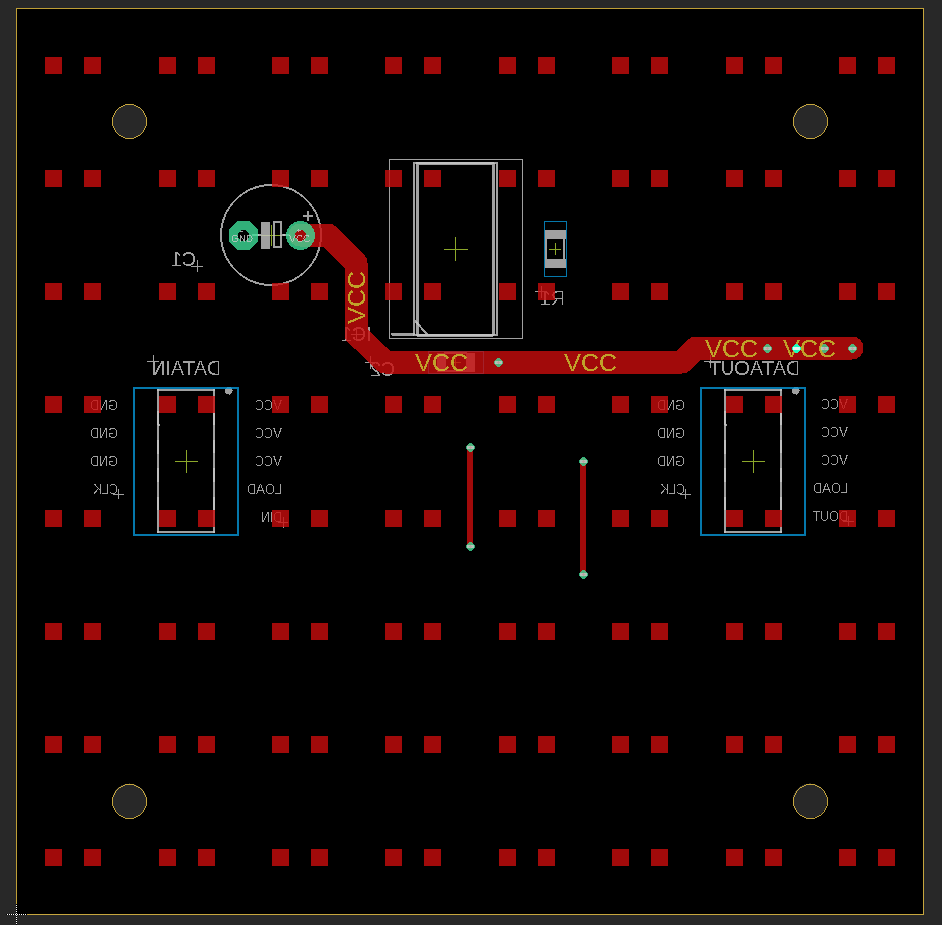 GND VCC
C1
VCC
R1
IC1
VCC VCC VCC VCC
C2
DATAIN DATAOUT
GND VCC GND VCC
GND VCC GND VCC
GND VCC GND VCC
CLK LOAD CLK LOAD
DIN DOUT